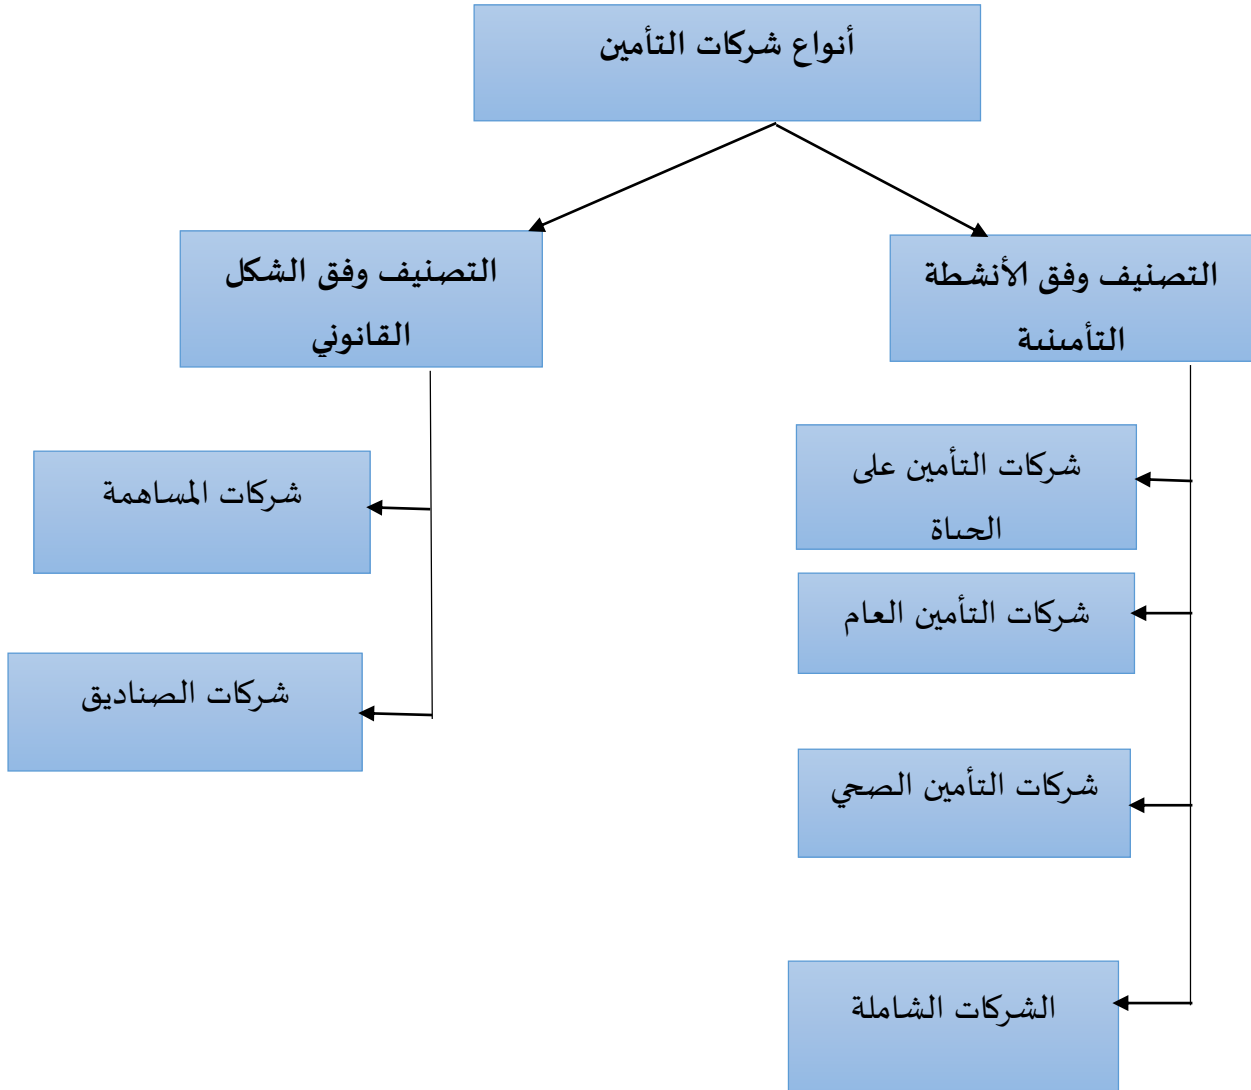 أنواع شركات التأمين
التصنيف وفق الأنشطة
التأمينية
شركات التأمين على
الحياة
شركات التأمين العام
شركات التأمين الصحي
الشركات الشاملة
التصنيف وفق الشكل
القانوني
شركات المساهمة
شركات الصناديق